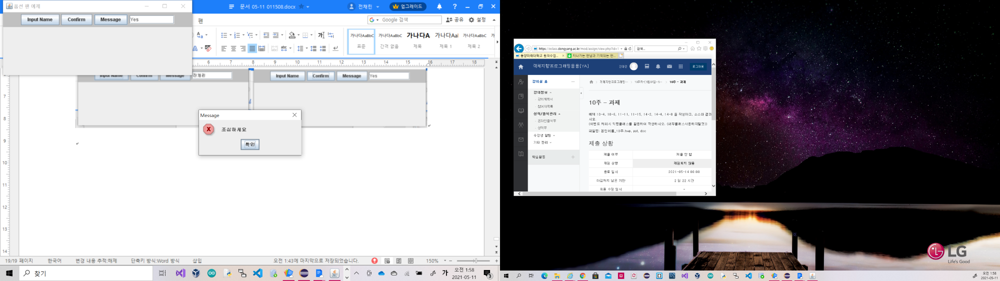 옵션 팬 예제
Input Name Confirm Message Yes
문서 05-11 011508.docx
전채린
업그레이드
펜
Google 검색
공유 설정
가나다AaBbC 가나다AaBbC 가나다A 가나다AaI 가나다AaBbC
표준 간격 없음 제목 제목 1 제목 2
6 7 8 9 10 11 12 13 14 15 16 17 18
7
8
9
10
11
12
13
14
Input Name Confirm Message 전채린
Input Name Confirm Message Yes
Message
조심하세요
확인
19/19 페이지 한국어 변경 내용 추적:해제 단축키 방식:Word 방식 삽입 오전 1:43에 마지막으로 저장되었습니다. 150%
찾기
가
오전 1:58
2021-05-11
3
https://eclass.dongyang.ac.kr/mod/assign/view.php?id=1
검색...
동양미래대학교 원격수업...
지나가는 만남과 기억되는 만...
객체지향프로그래밍응용[YA]
전채린
로그아웃
강의실 홈
강의정보
강의계획서
참여자목록
성적/출석관리
온라인출석부
성적부
수강생 알림
기타 관리
학습활동
객체지향프로그래밍...
10주 - 과제
10주 - 과제
예제 10-4, 10-6, 11-11, 11-15, 14-2, 14-4, 14-8 을 작성하고, 소스와 결과
시오.
(이벤트 처리시 익명클래스를 활용하여 작성하시오. (내부클래스사용하지말것))
파일명: 본인이름_10주.hwp, ppt, doc
제출 상황
제출 여부 제출 안 함
채점 상황 채점되지 않음
종료 일시 2021-05-14 00:00
마감까지 남은 기한 2 일 22 시간
최종 수정 일시 -
LG
Life's Good
오전 1:58
2021-05-11